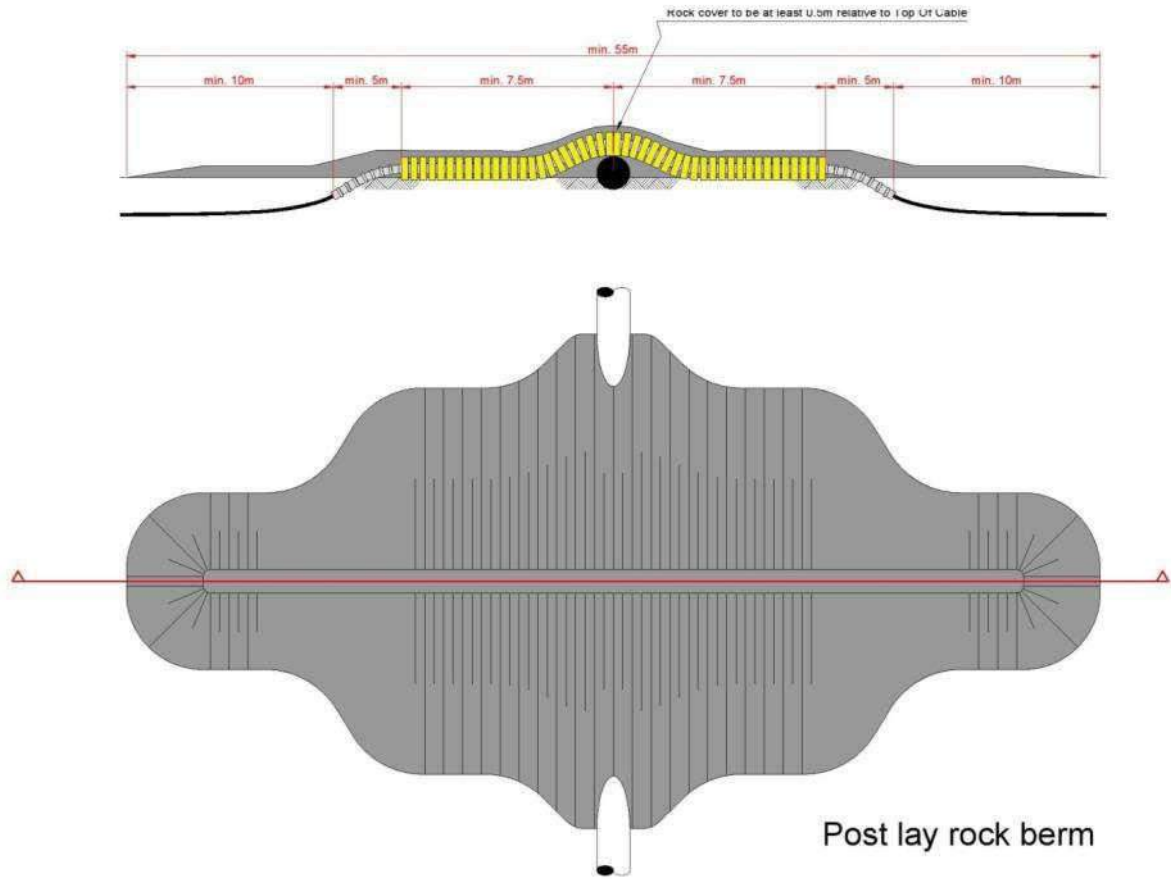 Rock cover to be at least 0.5m relative to Top Of Cable
min. 55m
min. 10m min. 5m min. 7.5m min. 7.5m min. 5m min. 10m
Post lay rock berm